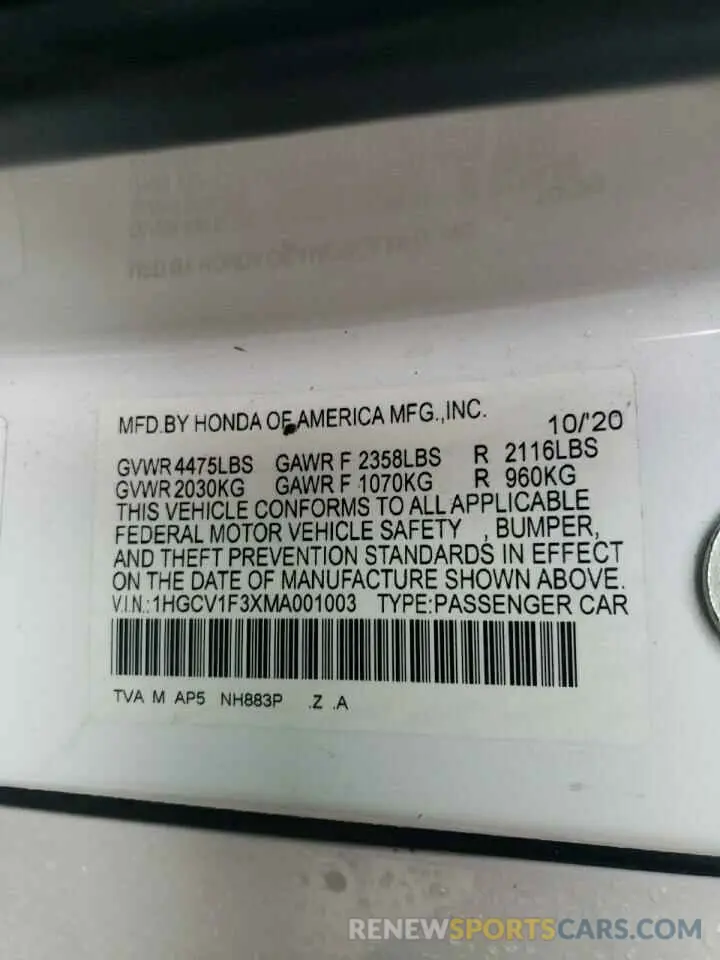 MFD.BY HONDA OF AMERICA MFG.,INC. 10/'20
GVWR 4475LBS GAWR F 2358LBS R 2116LBS
GVWR 2030KG GAWR F 1070KG R 960KG
THIS VEHICLE CONFORMS TO ALL APPLICABLE
FEDERAL MOTOR VEHICLE SAFETY , BUMPER,
AND THEFT PREVENTION STANDARDS IN EFFECT
ON THE DATE OF MANUFACTURE SHOWN ABOVE.
V.I.N.:1HGCV1F3XMA001003 TYPE:PASSENGER CAR
TVA M AP5 NH883P .Z .A
RENEWSPORTSCARS.COM